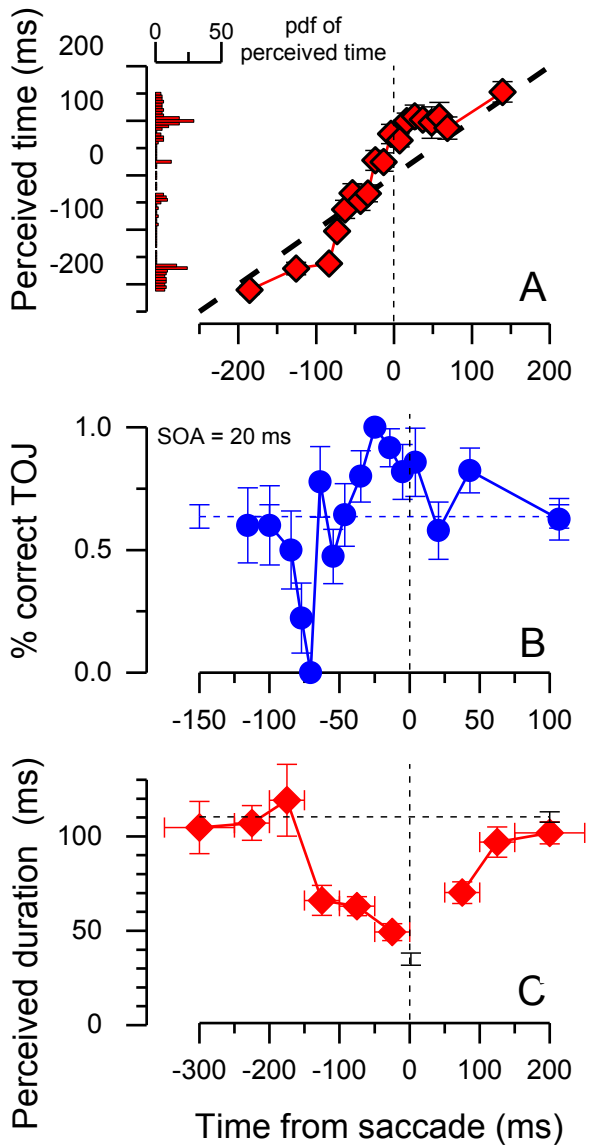 0 50
pdf of
perceived time
Perceived time (ms)
200
100
0
-100
-200
A
-200 -100 0 100 200
% correct TOJ
1.0
0.5
0.0
SOA = 20 ms
B
-150 -100 -50 0 50 100
Perceived duration (ms)
100
50
0
C
-300 -200 -100 0 100 200
Time from saccade (ms)